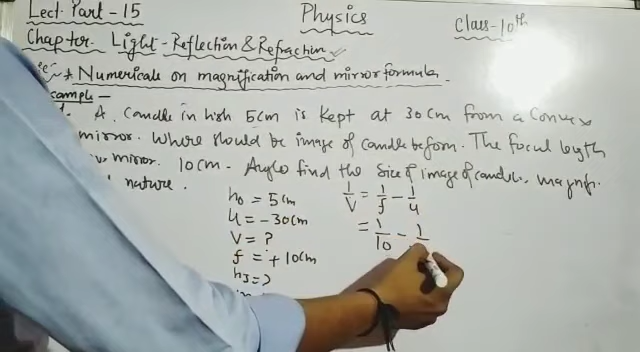 Lect. Part-15
Physics
Class-10th
Chapter. Light-Reflection & Refraction
* Numericals on magnification and mirror formula.
A. Candle in high 5cm is kept at 30cm from a Convex
mirror. Where should be image of candle be form. The focal length
mirror. 10cm. find the size of image of candle, magnifi.
nature.
ho = 5cm
u = -30cm
v = ?
f = +10cm
1/v = 1/f - 1/u
= 1/10 - 1/